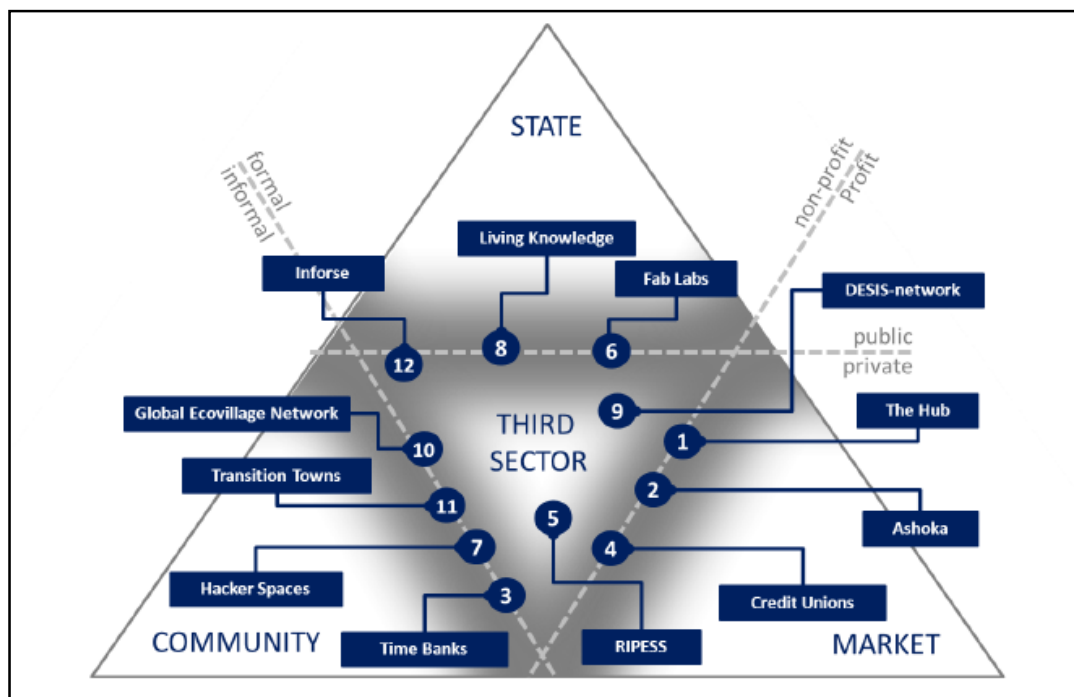 STATE
formal
informal
non-profit
Profit
Living Knowledge
Inforse
Fab Labs
DESIS-network
public
private
8
6
12
9
Global Ecovillage Network
The Hub
THIRD
SECTOR
1
10
Transition Towns
2
11
5
Ashoka
7
4
Hacker Spaces
3
Credit Unions
COMMUNITY
Time Banks
RIPESS
MARKET